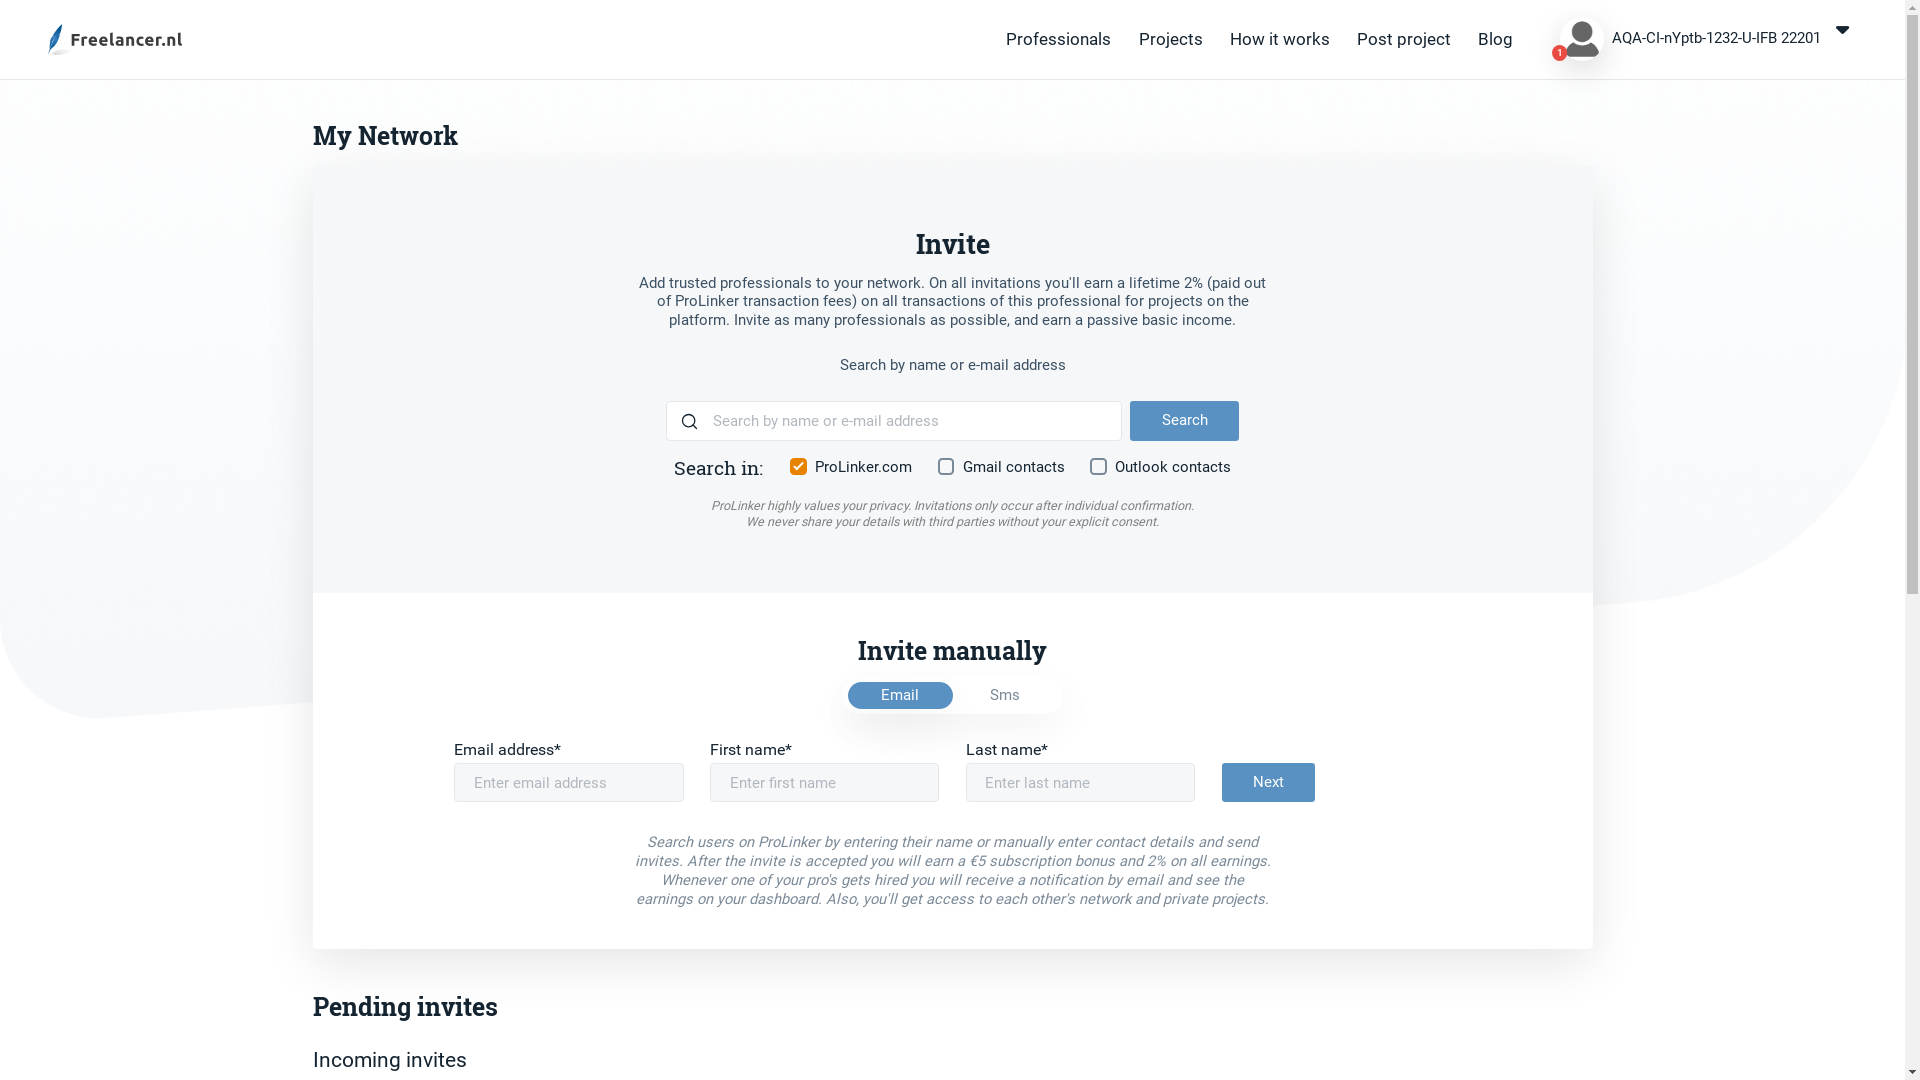 Freelancer.nl
Professionals
Projects
How it works
Post project
Blog
1
AQA-CI-nYptb-1232-U-IFB 22201
My Network
Invite
Add trusted professionals to your network. On all invitations you'll earn a lifetime 2% (paid out
of ProLinker transaction fees) on all transactions of this professional for projects on the
platform. Invite as many professionals as possible, and earn a passive basic income.
Search by name or e-mail address
Search by name or e-mail address
Search
Search in:
ProLinker.com
Gmail contacts
Outlook contacts
ProLinker highly values your privacy. Invitations only occur after individual confirmation.
We never share your details with third parties without your explicit consent.
Invite manually
Email
Sms
Email address*
First name*
Last name*
Enter email address
Enter first name
Enter last name
Next
Search users on ProLinker by entering their name or manually enter contact details and send
invites. After the invite is accepted you will earn a €5 subscription bonus and 2% on all earnings.
Whenever one of your pro's gets hired you will receive a notification by email and see the
earnings on your dashboard. Also, you'll get access to each other's network and private projects.
Pending invites
Incoming invites